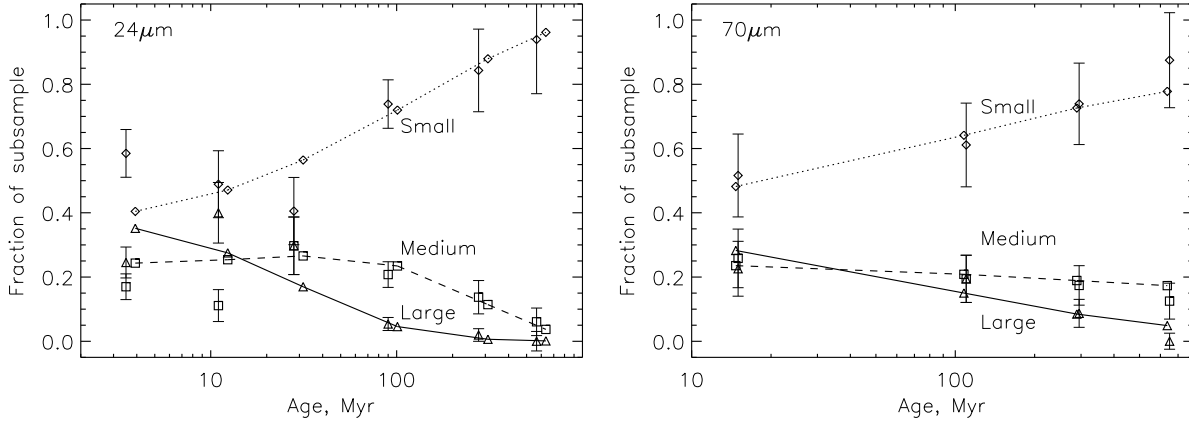 24μm
Fraction of subsample
1.0
0.8
0.6
0.4
0.2
0.0
Small
Medium
Large
10
100
Age, Myr
70μm
Fraction of subsample
1.0
0.8
0.6
0.4
0.2
0.0
Small
Medium
Large
10
100
Age, Myr